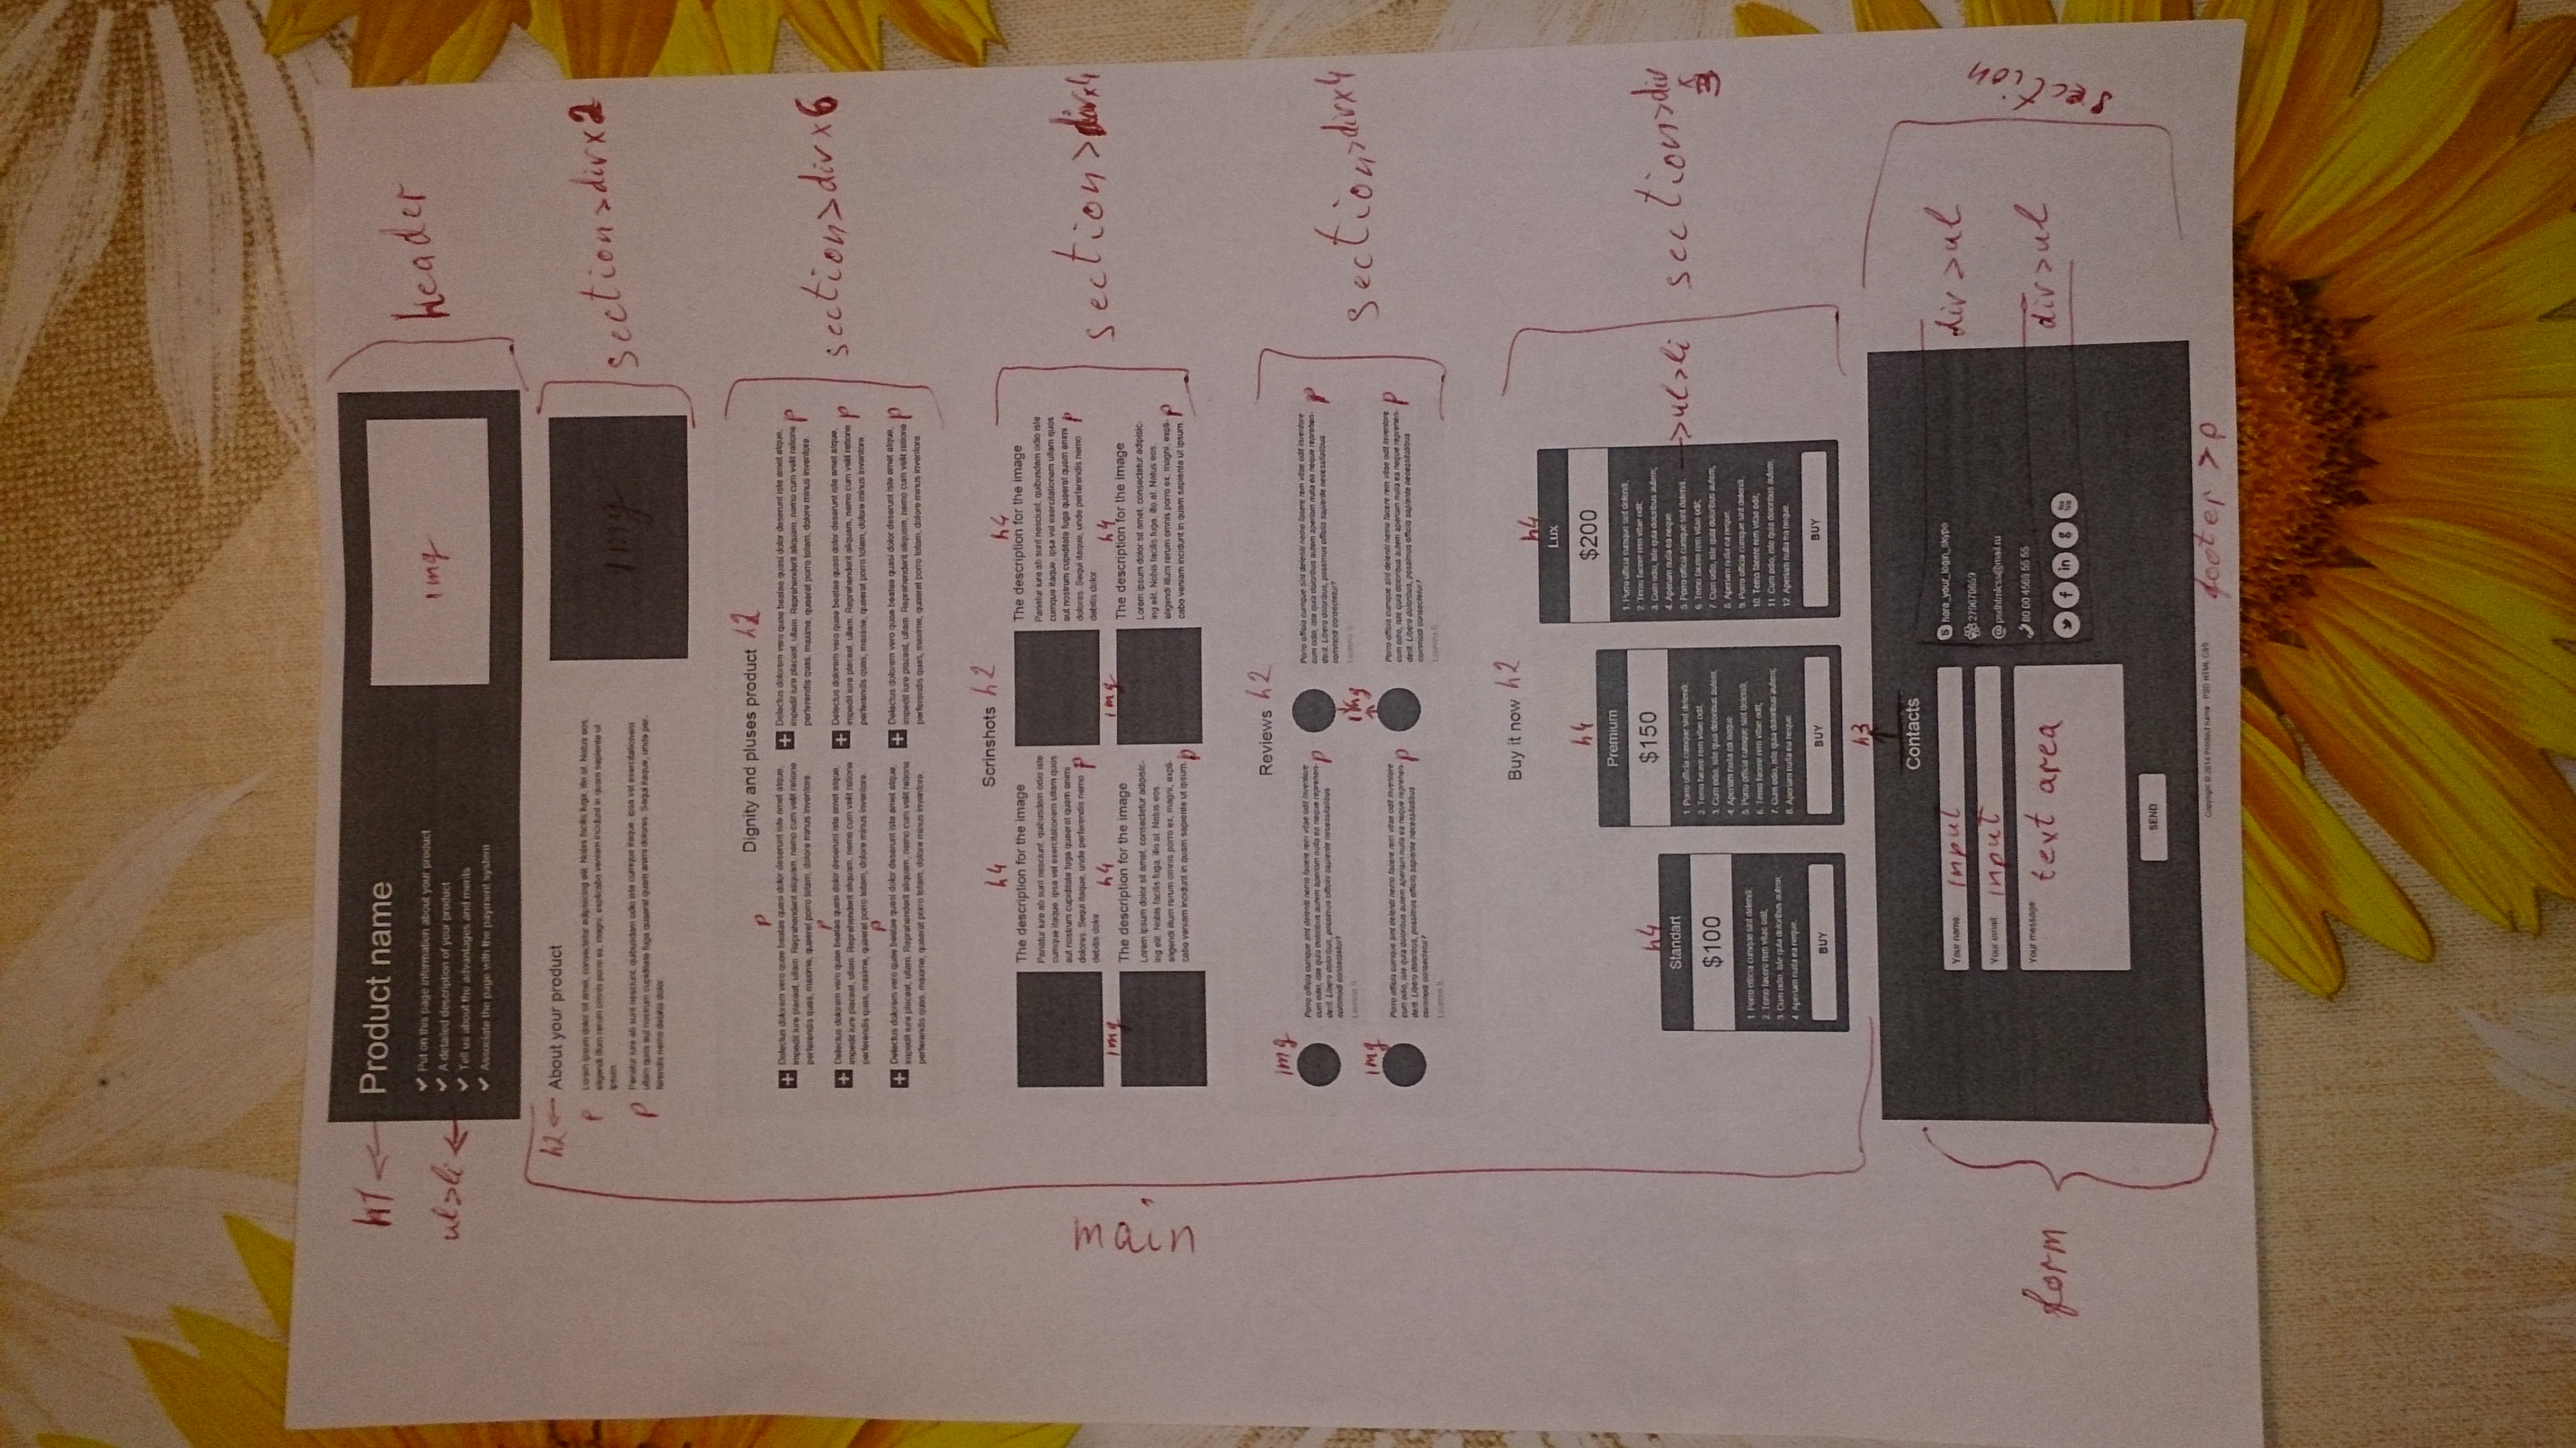 h1 ← Product name
ul>li ←
✔ Put on this page information about your product
✔ A detailed description of your product
✔ Tell us about the advantages and merits
✔ Associate the page with the payment system
img
header
main
h2 ← About your product
p Lorem ipsum dolor sit amet, consectetur adipisicing elit. Nobis facilis fuga, illo at. Natus eos,
eligendi illum rerum omnis porro ex, magni, explicabo veniam incidunt in quam sapiente ut
ipsum.
p Pariatur iure ab sunt nesciunt, quibusdam odio iste cumque itaque, ipsa vel exercitationem
ullam quos aut nostrum cupiditate fuga quaerat quam animi dolores. Sequi itaque, unde per-
ferendis nemo debitis dolor.
img
section>div x 2
Dignity and pluses product h2
p
Delectus dolorem vero quae beatae quasi dolor deserunt iste amet atque,
impedit iure placeat, ullam. Reprehenderit aliquam, nemo cum velit ratione
perferendis quas, maxime, quaerat porro totam, dolore minus inventore.
Delectus dolorem vero quae beatae quasi dolor deserunt iste amet atque,
impedit iure placeat, ullam. Reprehenderit aliquam, nemo cum velit ratione p
perferendis quas, maxime, quaerat porro totam, dolore minus inventore.
p
Delectus dolorem vero quae beatae quasi dolor deserunt iste amet atque,
impedit iure placeat, ullam. Reprehenderit aliquam, nemo cum velit ratione
perferendis quas, maxime, quaerat porro totam, dolore minus inventore.
Delectus dolorem vero quae beatae quasi dolor deserunt iste amet atque,
impedit iure placeat, ullam. Reprehenderit aliquam, nemo cum velit ratione p
perferendis quas, maxime, quaerat porro totam, dolore minus inventore.
p
Delectus dolorem vero quae beatae quasi dolor deserunt iste amet atque,
impedit iure placeat, ullam. Reprehenderit aliquam, nemo cum velit ratione
perferendis quas, maxime, quaerat porro totam, dolore minus inventore.
Delectus dolorem vero quae beatae quasi dolor deserunt iste amet atque,
impedit iure placeat, ullam. Reprehenderit aliquam, nemo cum velit ratione p
perferendis quas, maxime, quaerat porro totam, dolore minus inventore.
section>div x 6
Scrinshots h2
h4
The description for the image
Pariatur iure ab sunt nesciunt, quibusdam odio iste
cumque itaque, ipsa vel exercitationem ullam quos
aut nostrum cupiditate fuga quaerat quam animi
dolores. Sequi itaque, unde perferendis nemo p
debitis dolor.
img
h4
The description for the image
Pariatur iure ab sunt nesciunt, quibusdam odio iste
cumque itaque, ipsa vel exercitationem ullam quos
aut nostrum cupiditate fuga quaerat quam animi p
dolores. Sequi itaque, unde perferendis nemo
debitis dolor.
img
h4
The description for the image
Lorem ipsum dolor sit amet, consectetur adipisic-
ing elit. Nobis facilis fuga, illo at. Natus eos,
eligendi illum rerum omnis porro ex, magni, expli-
cabo veniam incidunt in quam sapiente ut ipsum. p
h4
The description for the image
Lorem ipsum dolor sit amet, consectetur adipisic-
ing elit. Nobis facilis fuga, illo at. Natus eos,
eligendi illum rerum omnis porro ex, magni, expli- p
cabo veniam incidunt in quam sapiente ut ipsum.
section>div x4
Reviews h2
img
Porro officia cumque sint deleniti nemo facere rem vitae odit inventore
cum odio, iste quia doloribus autem aperiam nulla ea neque reprehen- p
derit. Libero doloribus, possimus officiis sapiente necessitatibus
commodi consectetur?
Lourens S.
Porro officia cumque sint deleniti nemo facere rem vitae odit inventore
cum odio, iste quia doloribus autem aperiam nulla ea neque reprehen- p
derit. Libero doloribus, possimus officiis sapiente necessitatibus
commodi consectetur?
Lourens S.
img
img
Porro officia cumque sint deleniti nemo facere rem vitae odit inventore
cum odio, iste quia doloribus autem aperiam nulla ea neque reprehen- p
derit. Libero doloribus, possimus officiis sapiente necessitatibus
commodi consectetur?
Lourens S.
Porro officia cumque sint deleniti nemo facere rem vitae odit inventore
cum odio, iste quia doloribus autem aperiam nulla ea neque reprehen- p
derit. Libero doloribus, possimus officiis sapiente necessitatibus
commodi consectetur?
Lourens S.
section>div x4
Buy it now h2
h4
Standart
$100
1. Porro officia cumque sint deleniti;
2. Temo facere rem vitae odit;
3. Cum odio, iste quia doloribus autem;
4. Aperiam nulla ea neque.
BUY
h4
Premium
$150
1. Porro officia cumque sint deleniti;
2. Temo facere rem vitae odit;
3. Cum odio, iste quia doloribus autem;
4. Aperiam nulla ea neque.
5. Porro officia cumque sint deleniti;
6. Temo facere rem vitae odit;
7. Cum odio, iste quia doloribus autem;
8. Aperiam nulla ea neque.
BUY
h4
Lux
$200
1. Porro officia cumque sint deleniti;
2. Temo facere rem vitae odit;
3. Cum odio, iste quia doloribus autem;
4. Aperiam nulla ea neque.
5. Porro officia cumque sint deleniti; →ul>li
6. Temo facere rem vitae odit;
7. Cum odio, iste quia doloribus autem;
8. Aperiam nulla ea neque.
9. Porro officia cumque sint deleniti;
10. Temo facere rem vitae odit;
11. Cum odio, iste quia doloribus autem;
12. Aperiam nulla ea neque.
BUY
section>div
x
3
h3
Contacts
form
Your name input
Your email input
Your message text area
SEND
here_your_login_skype
279679659
psdhtmlcss@mail.ru
80 00 4568 55 55
div>ul
div>ul
section
Copyright © 2014 Product name PSD HTML CSS
footer > p